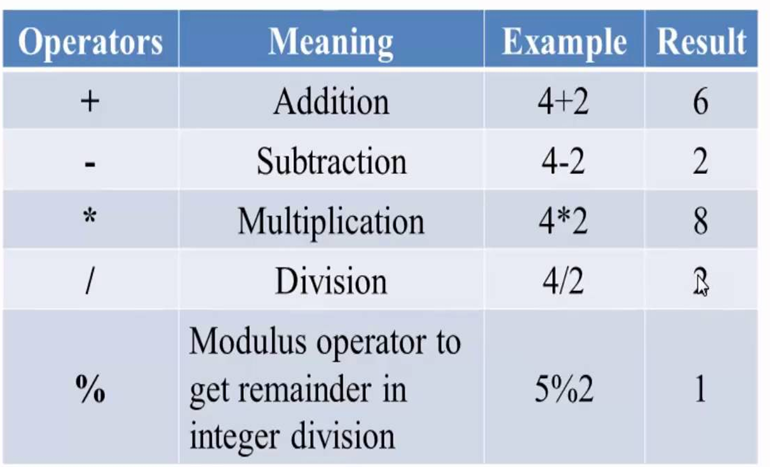 Operators Meaning Example Result
+ Addition 4+2 6
- Subtraction 4-2 2
* Multiplication 4*2 8
/ Division 4/2
Modulus operator to
% get remainder in 5%2 1
integer division